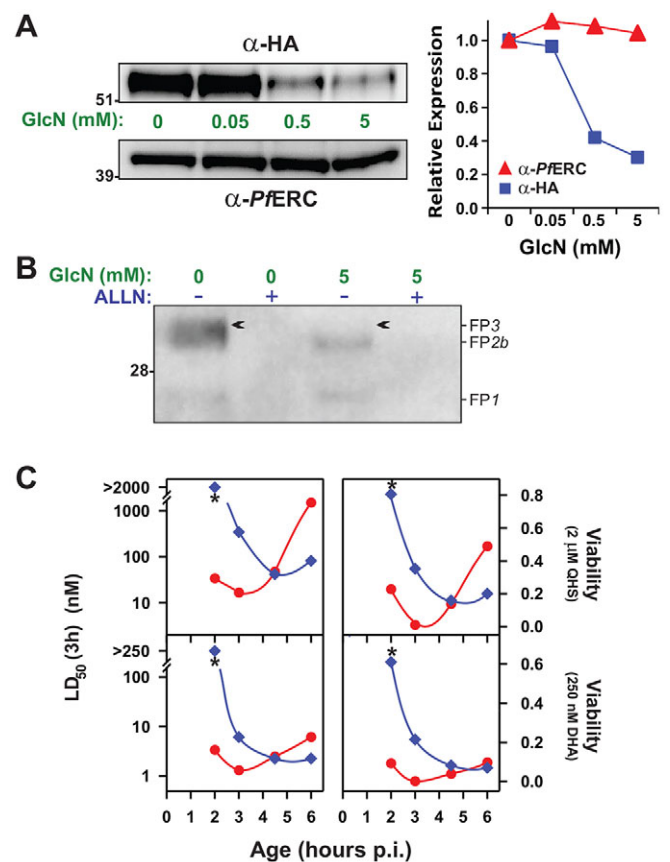 A
α-HA
51-
GlcN (mM): 0 0.05 0.5 5
39-
α-PfERC
Relative Expression
1.0
0.8
0.6
0.4
0.2
0.0
α-PfERC
α-HA
0 0.05 0.5 5
GlcN (mM)
B
GlcN (mM): 0 0 5 5
ALLN: - + - +
28
FP3
FP2b
FP1
C
LD50 (3h) (nM)
>2000
1000
100
10
*
*
0.8
0.6
0.4
0.2
0.0
Viability
(2 µM QHS)
>250
100
10
1
*
*
0.6
0.4
0.2
0.0
Viability
(250 nM DHA)
0 1 2 3 4 5 6 0 1 2 3 4 5 6
Age (hours p.i.)